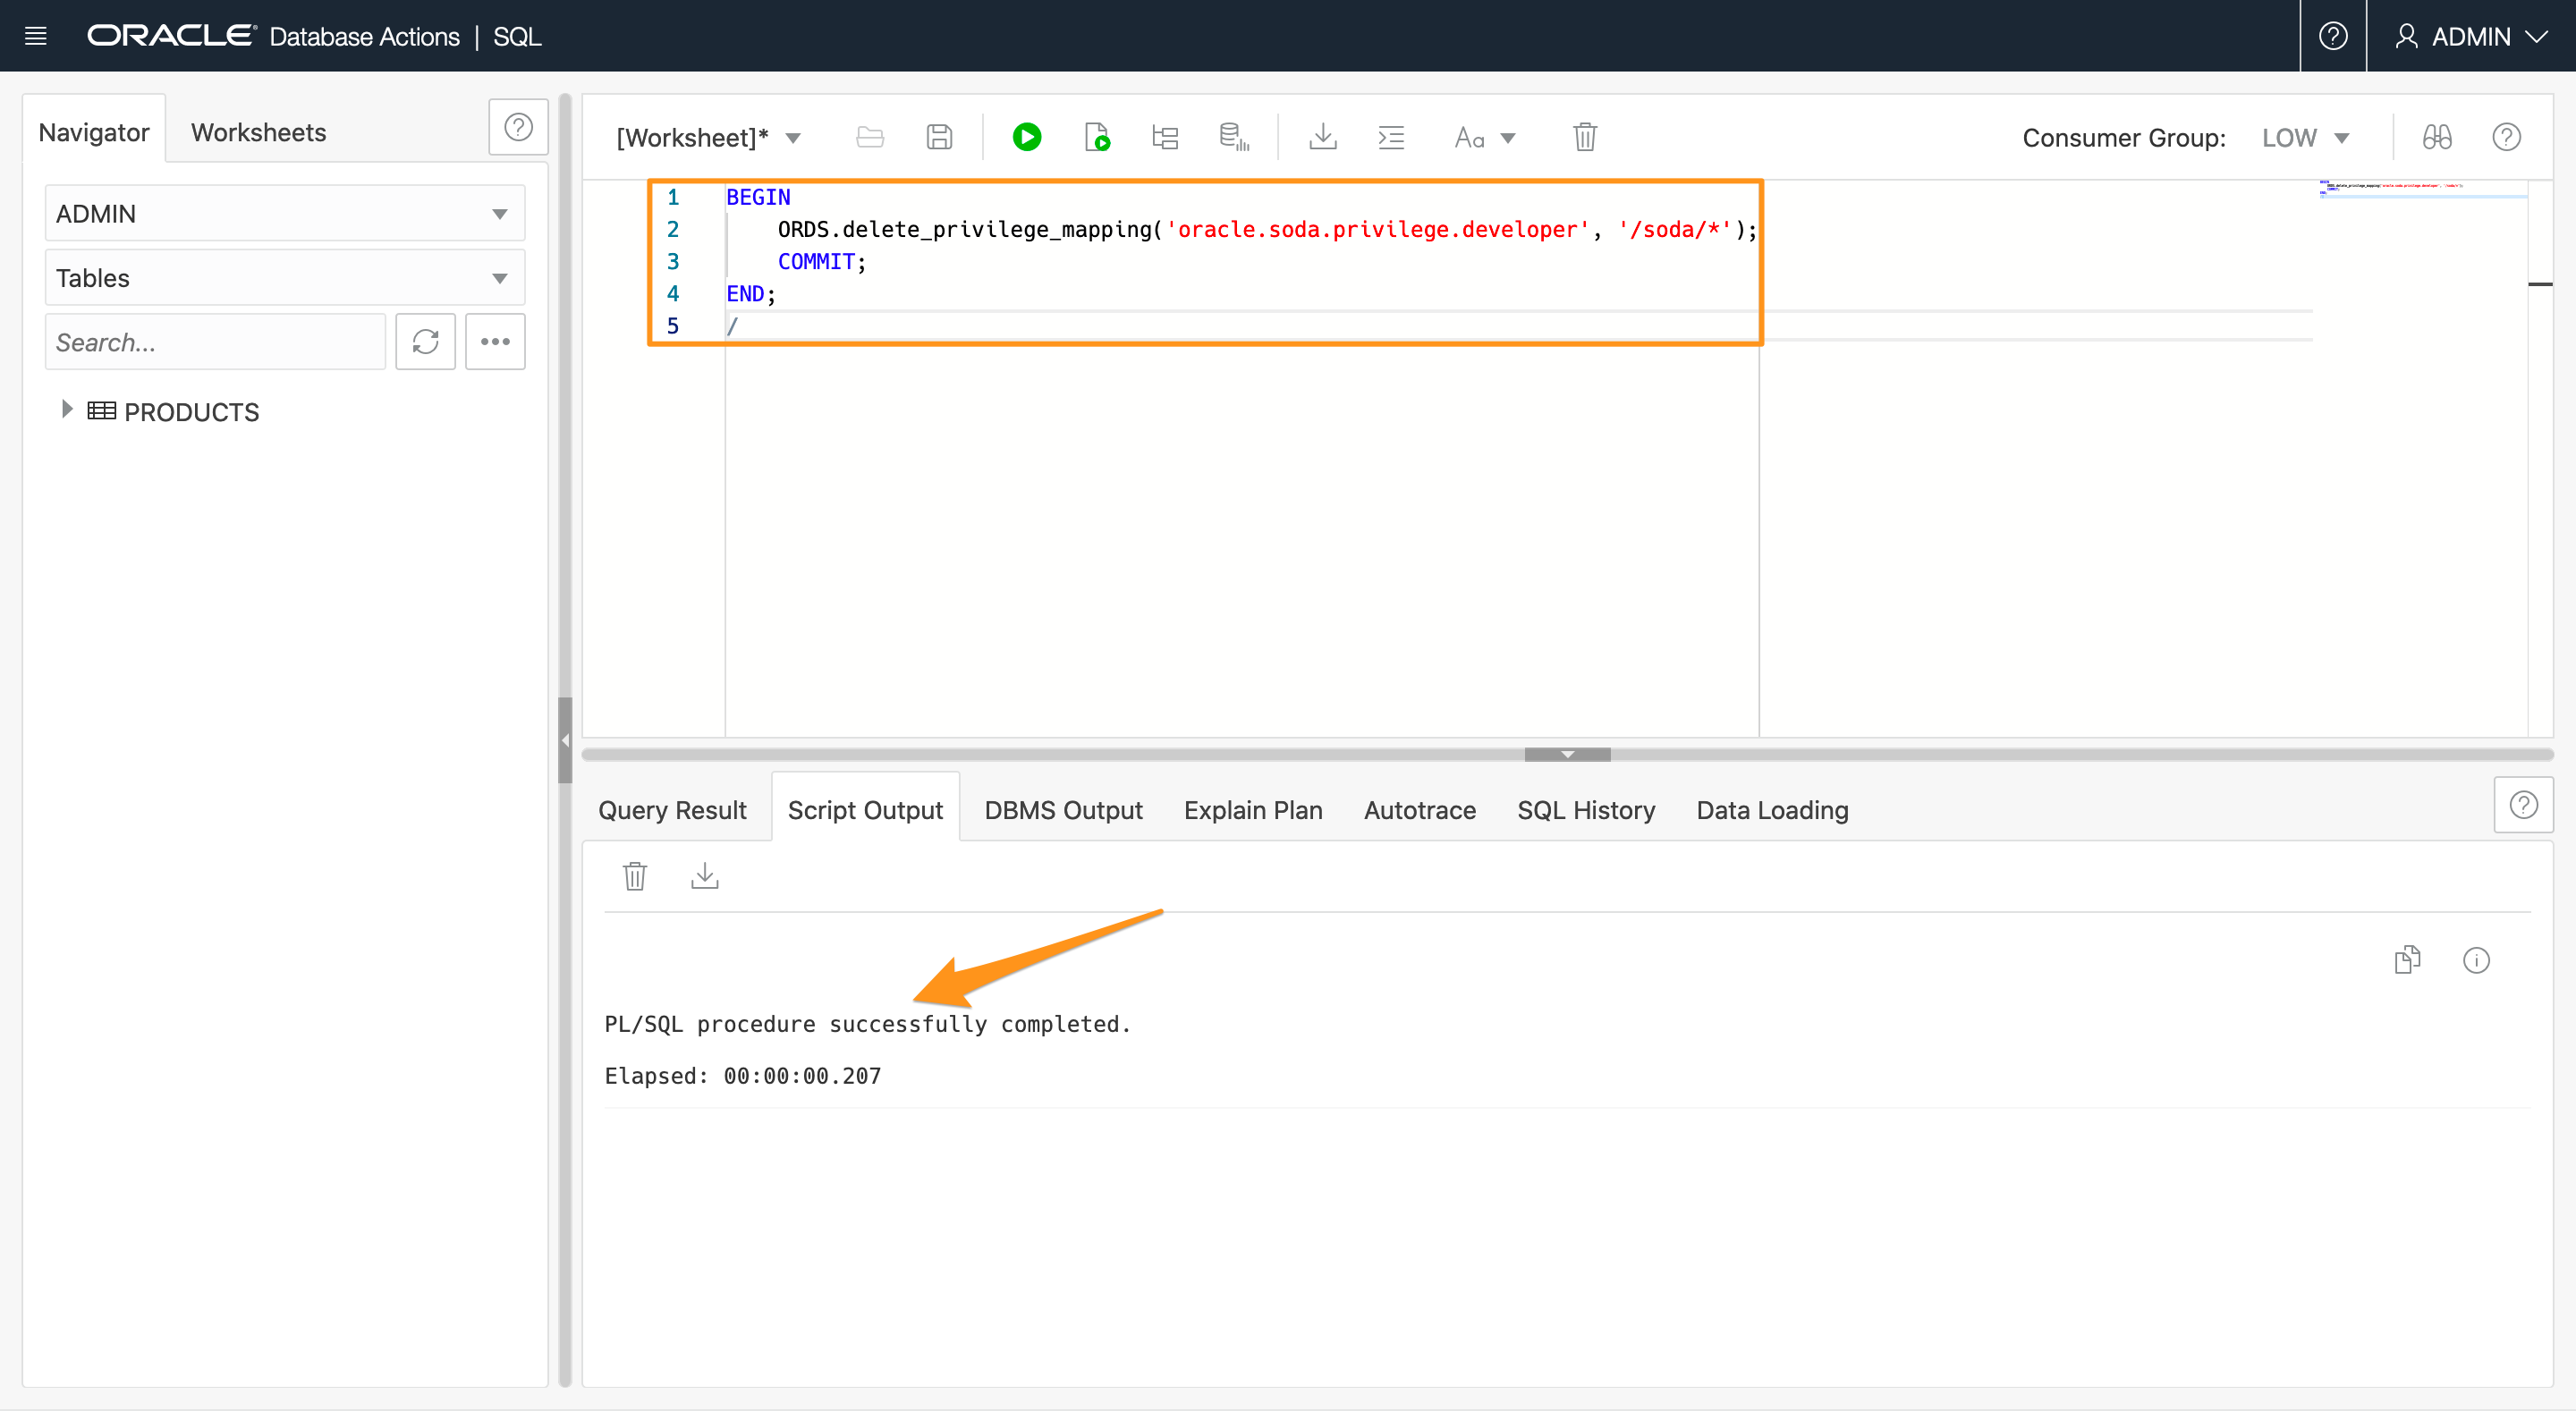 ORACLE Database Actions | SQL
ADMIN
Navigator
Worksheets
ADMIN
Tables
Search...
PRODUCTS
[Worksheet]*
Aa
Consumer Group: LOW
1 BEGIN
2 ORDS.delete_privilege_mapping('oracle.soda.privilege.developer', '/soda/*');
3 COMMIT;
4 END;
5 /
Query Result
Script Output
DBMS Output
Explain Plan
Autotrace
SQL History
Data Loading
PL/SQL procedure successfully completed.
Elapsed: 00:00:00.207